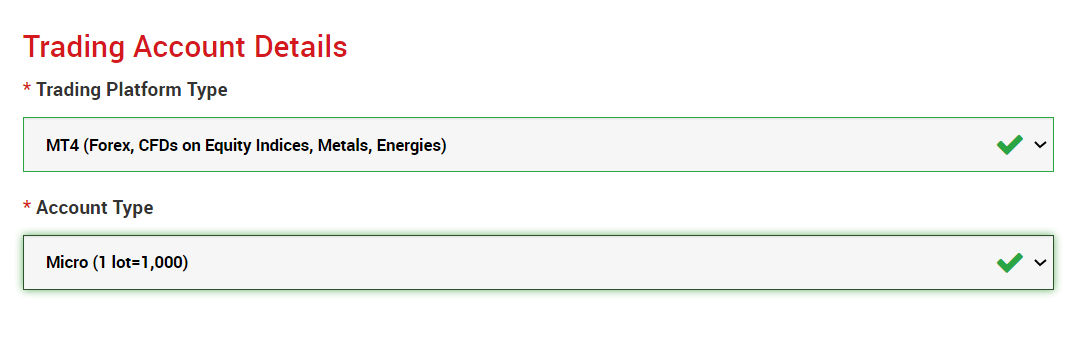 Trading Account Details
* Trading Platform Type
MT4 (Forex, CFDs on Equity Indices, Metals, Energies)
* Account Type
Micro (1 lot=1,000)